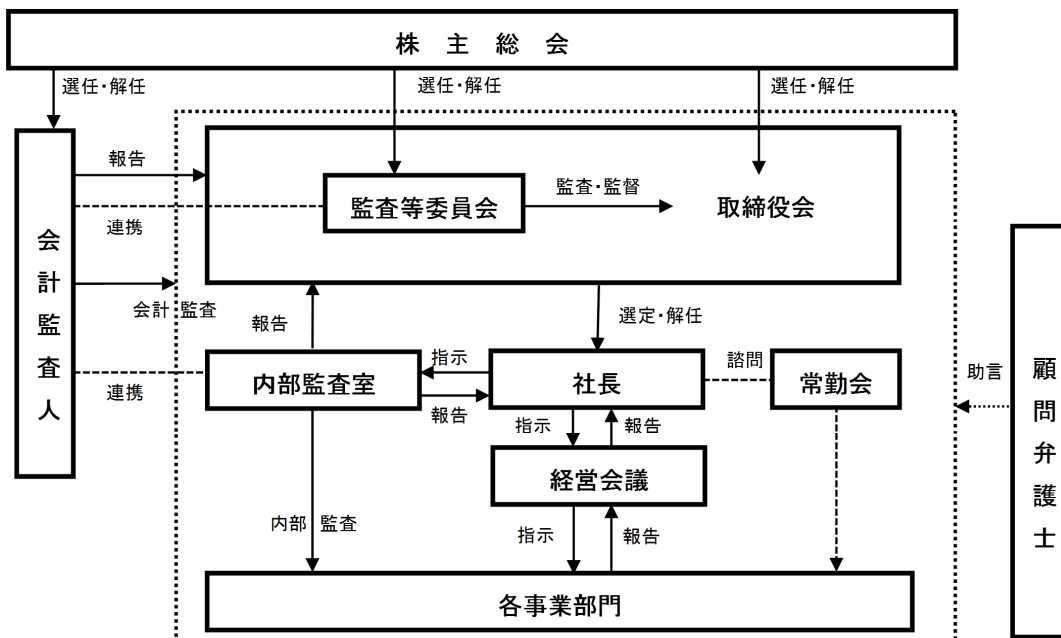 株主総会
選任・解任
選任・解任
選任・解任
報告
監査等委員会
監査・監督
取締役会
連携
会計監査人
会計監査
報告
選定・解任
内部監査室
指示
報告
社長
諮問
常勤会
連携
助言
顧問弁護士
指示
報告
経営会議
内部監査
指示
報告
各事業部門